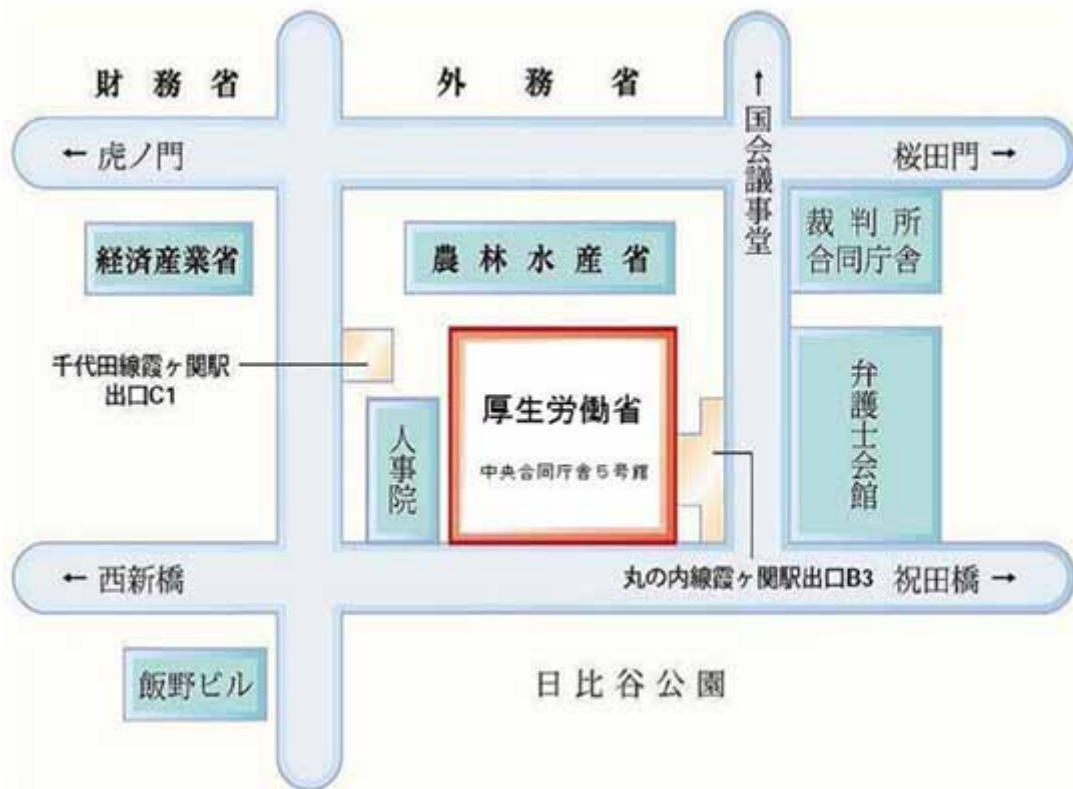 財務省
外務省
↑国会議事堂
← 虎ノ門
桜田門 →
経済産業省
農林水産省
裁判所
合同庁舎
千代田線霞ヶ関駅
出口C1
厚生労働省
中央合同庁舎5号館
人事院
弁護士会館
← 西新橋
丸の内線霞ヶ関駅出口B3
祝田橋 →
飯野ビル
日比谷公園